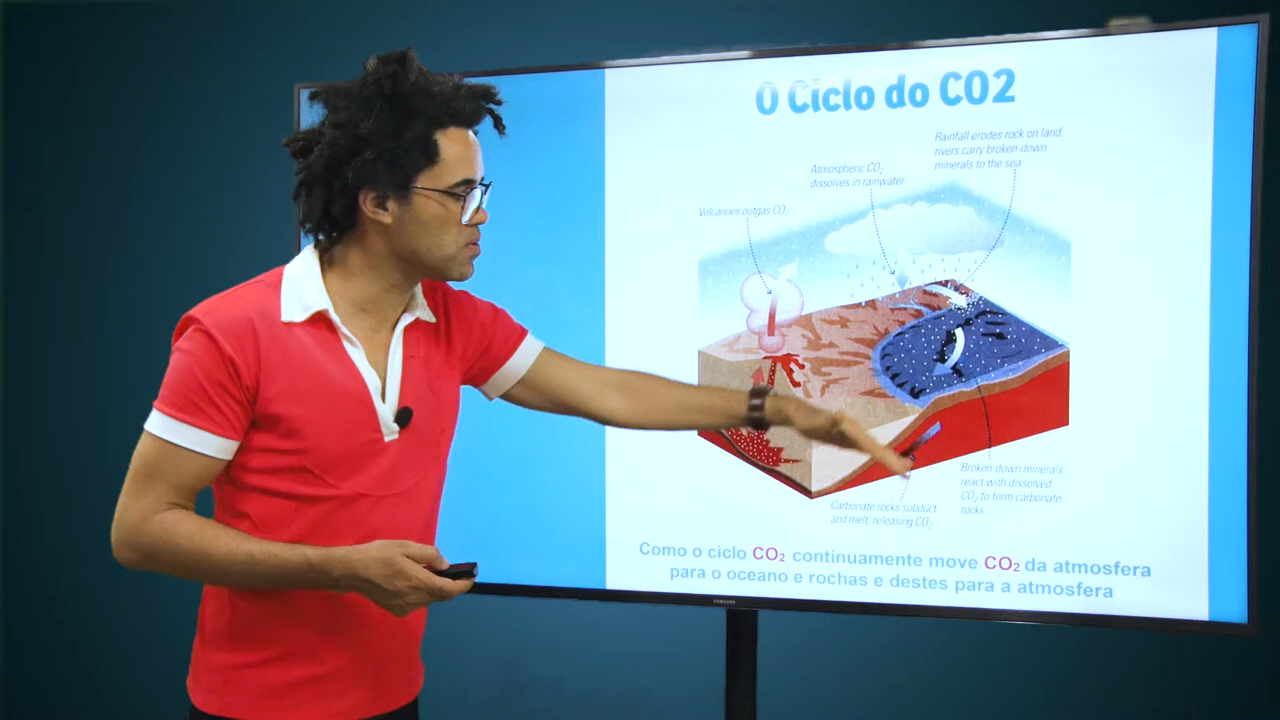 O Ciclo do CO2
Rainfall erodes rock on land,
rivers carry broken-down
minerals to the sea
Atmospheric CO₂
dissolves in rainwater
Volcanoes outgas CO₂
Broken-down minerals
react with dissolved
CO₂ to form carbonate
rocks
Carbonate rocks subduct
and melt, releasing CO₂
Como o ciclo CO₂ continuamente move CO₂ da atmosfera
para o oceano e rochas e destes para a atmosfera
SAMSUNG